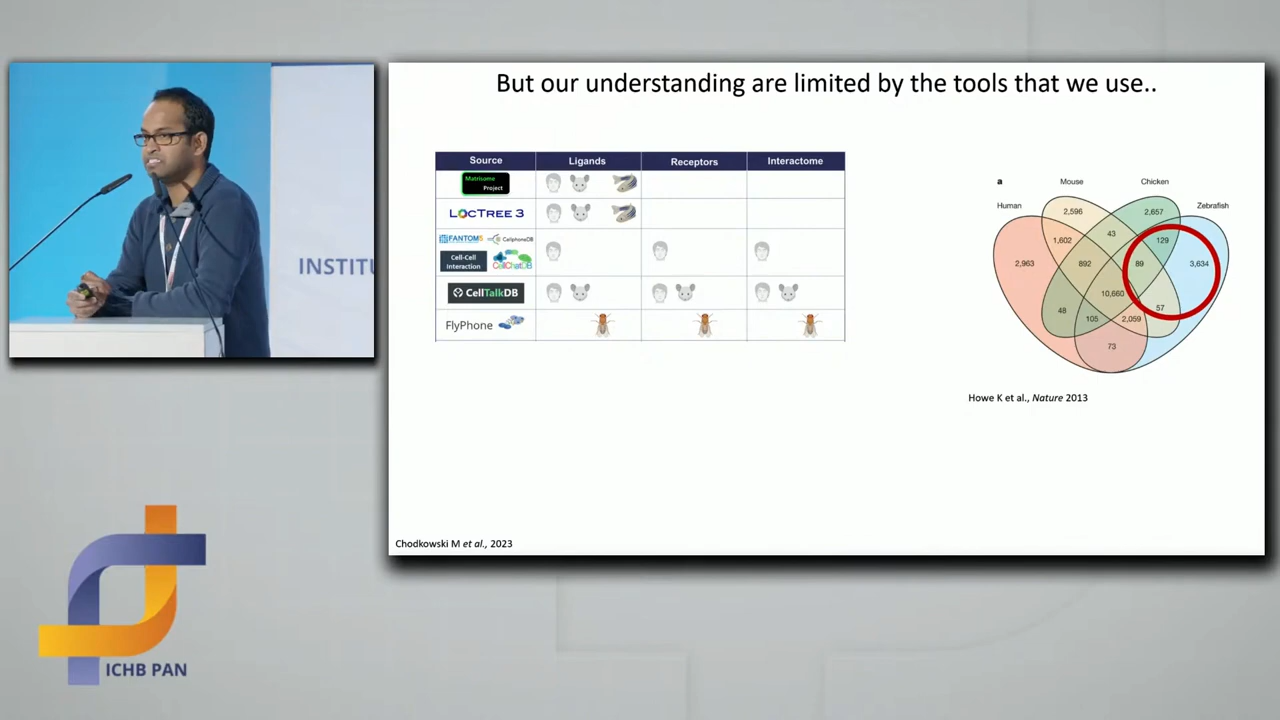 But our understanding are limited by the tools that we use..
Source Ligands Receptors Interactome
Matrisome
Project
LOCTREE 3
FANTOM5 CellphoneDB
Cell-Cell
Interaction
CellChatDB
CellTalkDB
FlyPhone
a
Mouse Chicken
Human Zebrafish
2,596 2,657
1,602 43 129
2,963 892 89 3,634
10,660
48 57
105 2,059
73
Howe K et al., Nature 2013
Chodkowski M et al., 2023
INSTITU
ICHB PAN